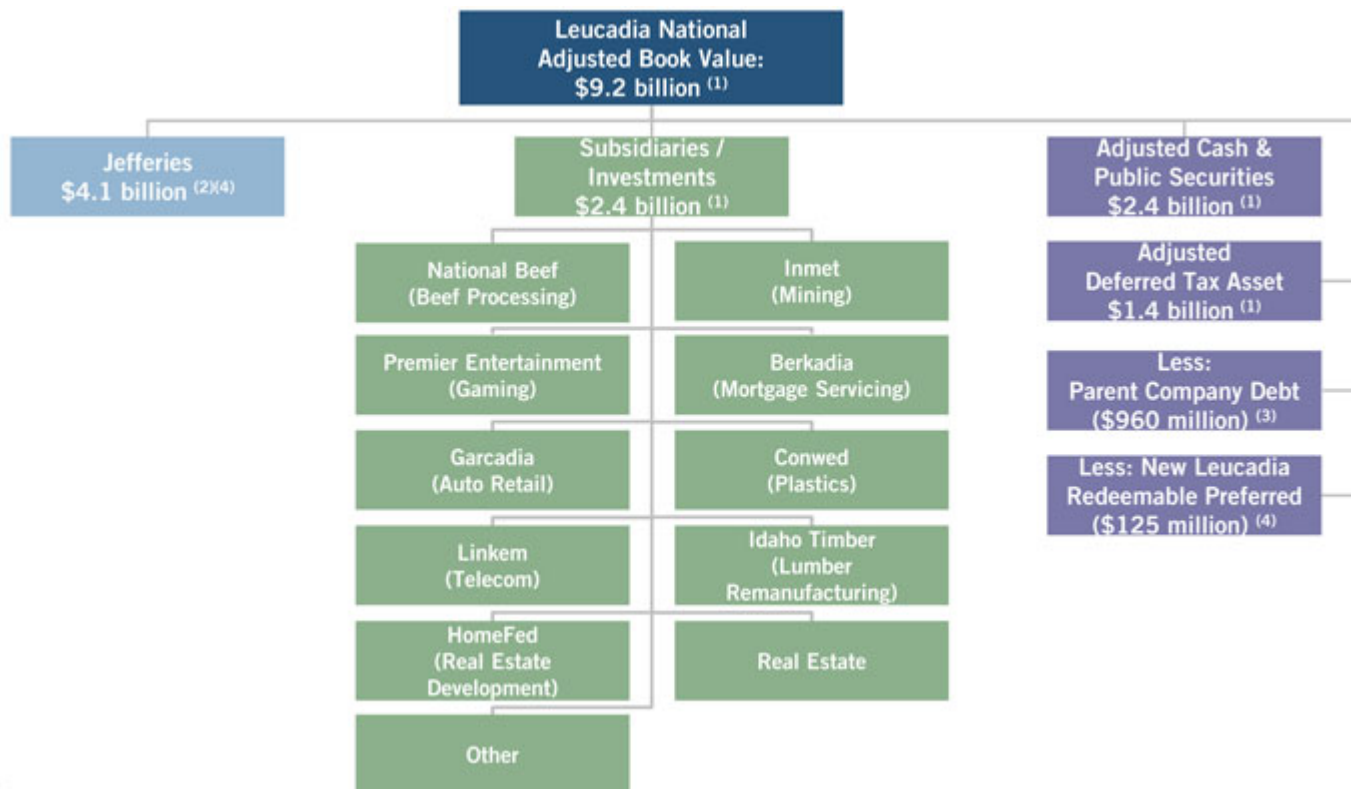 Leucadia National
Adjusted Book Value:
$9.2 billion (1)
Jefferies
$4.1 billion (2)(4)
Subsidiaries /
Investments
$2.4 billion (1)
Adjusted Cash &
Public Securities
$2.4 billion (1)
National Beef
(Beef Processing)
Inmet
(Mining)
Adjusted
Deferred Tax Asset
$1.4 billion (1)
Premier Entertainment
(Gaming)
Berkadia
(Mortgage Servicing)
Less:
Parent Company Debt
($960 million) (3)
Garcadia
(Auto Retail)
Conwed
(Plastics)
Less: New Leucadia
Redeemable Preferred
($125 million) (4)
Linkem
(Telecom)
Idaho Timber
(Lumber
Remanufacturing)
HomeFed
(Real Estate
Development)
Real Estate
Other